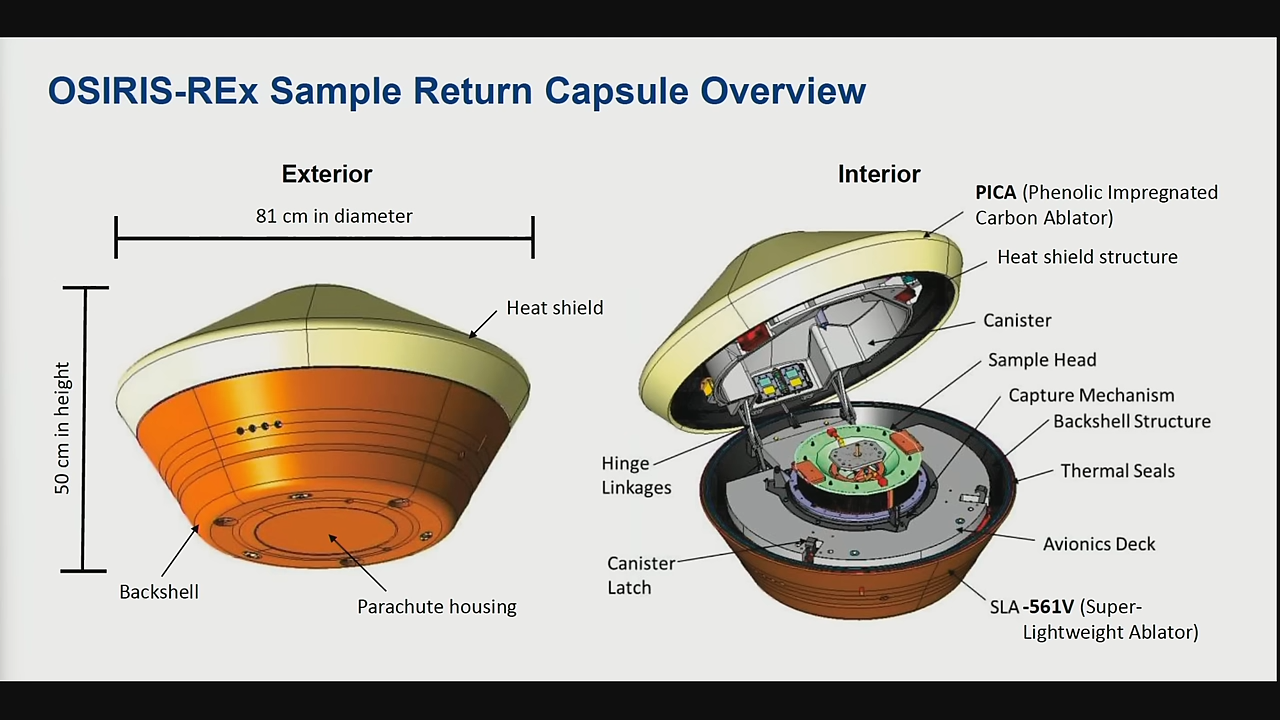 OSIRIS-REx Sample Return Capsule Overview
Exterior
81 cm in diameter
50 cm in height
Heat shield
Backshell
Parachute housing
Interior
PICA (Phenolic Impregnated
Carbon Ablator)
Heat shield structure
Canister
Sample Head
Capture Mechanism
Backshell Structure
Hinge
Linkages
Thermal Seals
Avionics Deck
Canister
Latch
SLA -561V (Super-
Lightweight Ablator)